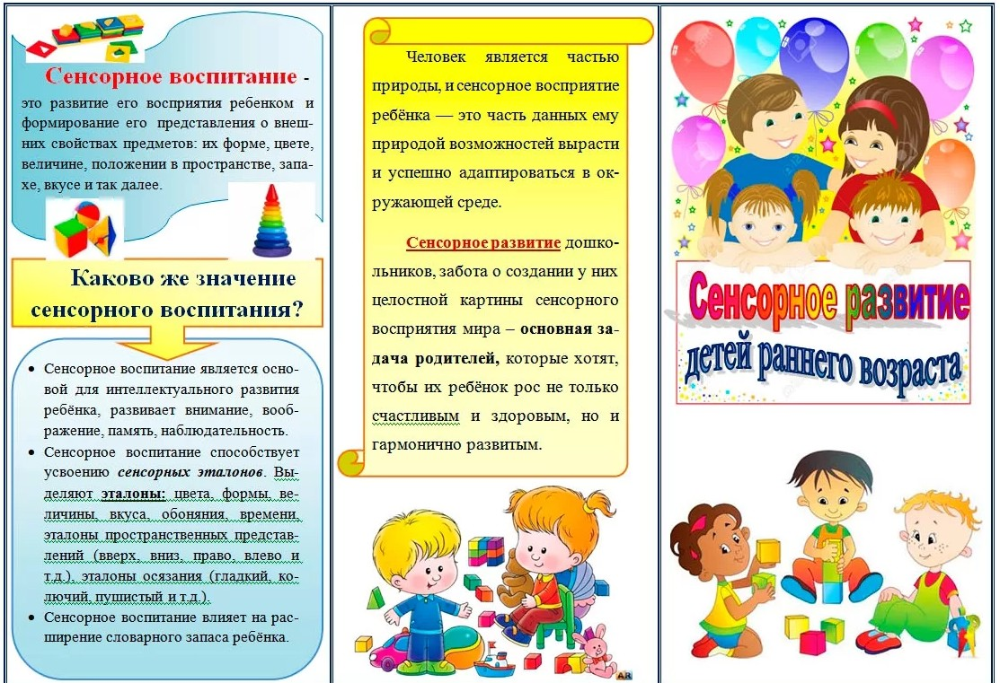 Сенсорное воспитание -
это развитие его восприятия ребенком и
формирование его представления о внеш-
них свойствах предметов: их форме, цвете,
величине, положении в пространстве, запа-
хе, вкусе и так далее.
Каково же значение
сенсорного воспитания?
• Сенсорное воспитание является осно-
вой для интеллектуального развития
ребёнка, развивает внимание, вооб-
ражение, память, наблюдательность.
• Сенсорное воспитание способствует
усвоению сенсорных эталонов. Вы-
деляют эталоны: цвета, формы, ве-
личины, вкуса, обоняния, времени,
эталоны пространственных представ-
лений (вверх, вниз, право, влево и
т.д.), эталоны осязания (гладкий, ко-
лючий, пушистый и т.д.).
• Сенсорное воспитание влияет на рас-
ширение словарного запаса ребёнка.
Человек является частью
природы, и сенсорное восприятие
ребёнка — это часть данных ему
природой возможностей вырасти
и успешно адаптироваться в ок-
ружающей среде.
Сенсорное развитие дошко-
льников, забота о создании у них
целостной картины сенсорного
восприятия мира – основная за-
дача родителей, которые хотят,
чтобы их ребёнок рос не только
счастливым и здоровым, но и
гармонично развитым.
AR
Сенсорное развитие
детей раннего возраста